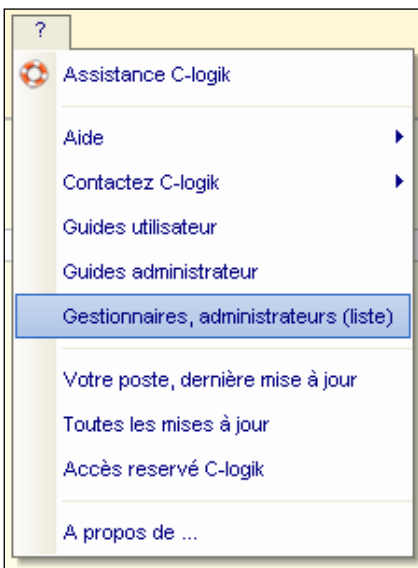 ?
Assistance C-logik
Aide
Contactez C-logik
Guides utilisateur
Guides administrateur
Gestionnaires, administrateurs (liste)
Votre poste, dernière mise à jour
Toutes les mises à jour
Accès reservé C-logik
A propos de ...